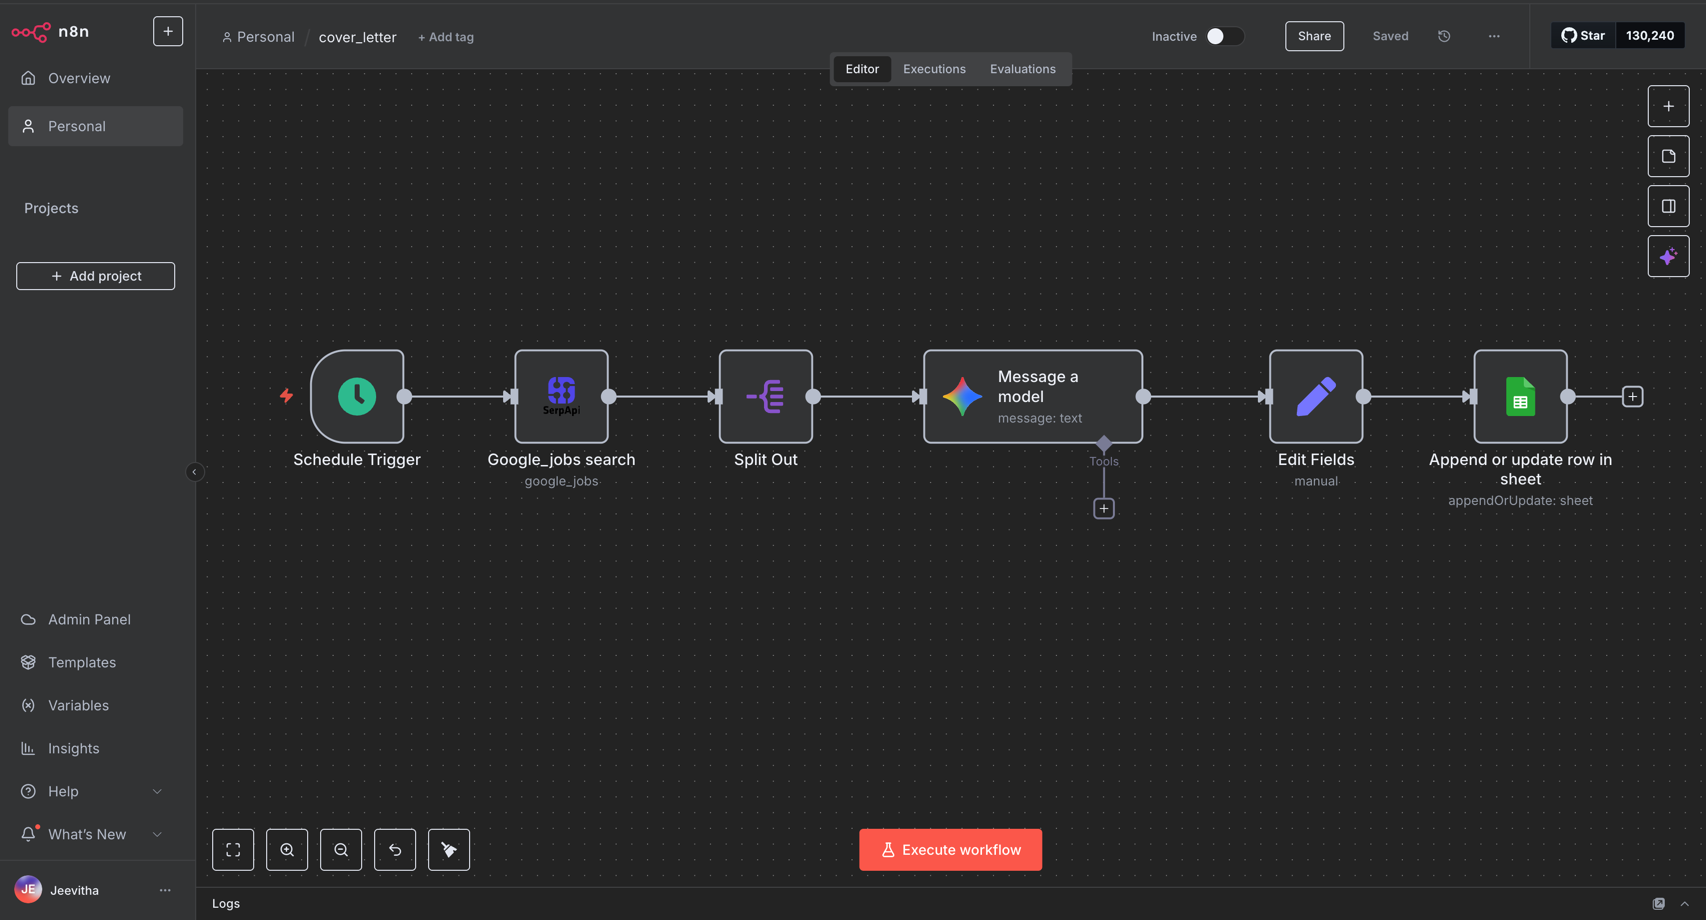 n8n
Personal / cover_letter + Add tag
Inactive
Share
Saved
Star 130,240
Editor Executions Evaluations
Overview
Personal
Projects
+ Add project
Admin Panel
Templates
Variables
Insights
Help
What's New
JE Jeevitha
Schedule Trigger
SerpApi
Google_jobs search
google_jobs
Split Out
Message a
model
message: text
Tools
Edit Fields
manual
Append or update row in
sheet
appendOrUpdate: sheet
Execute workflow
Logs